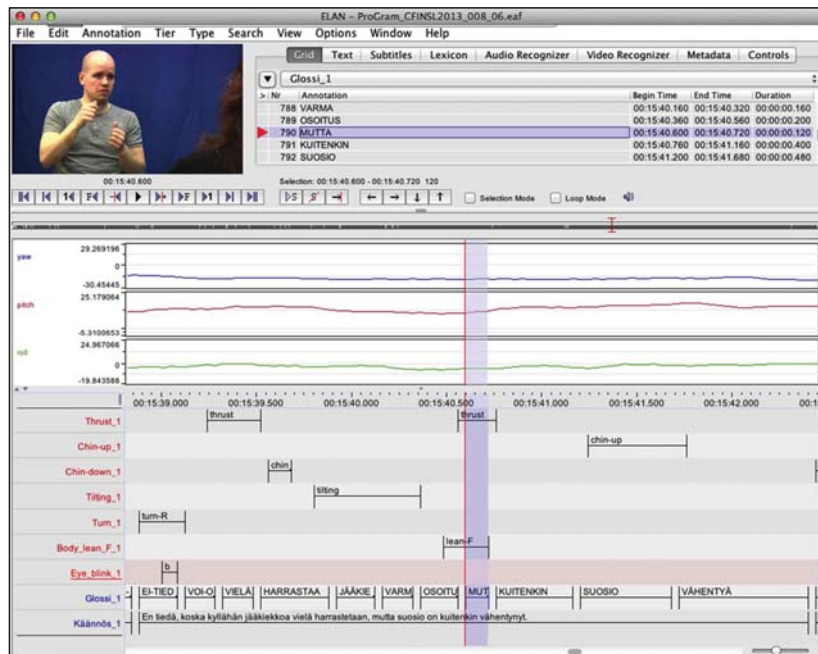 ELAN – ProGram_CFINSL2013_008_06.eaf
File Edit Annotation Tier Type Search View Options Window Help
Grid Text Subtitles Lexicon Audio Recognizer Video Recognizer Metadata Controls
Glossi_1
> Nr Annotation Begin Time End Time Duration
788 VARMA 00:15:40.160 00:15:40.320 00:00:00.160
789 OSOITUS 00:15:40.360 00:15:40.560 00:00:00.200
790 MUTTA 00:15:40.600 00:15:40.720 00:00:00.120
791 KUITENKIN 00:15:40.760 00:15:41.160 00:00:00.400
792 SUOSIO 00:15:41.200 00:15:41.680 00:00:00.480
00:15:40.600
Selection: 00:15:40.600 - 00:15:40.720 120
Selection Mode Loop Mode
yaw
29.269196
0
-30.45445
pitch
25.179064
-5.3100653
roll
24.967066
0
-19.843588
00:15:39.000 00:15:39.500 00:15:40.000 00:15:40.500 00:15:41.000 00:15:41.500 00:15:42.000
Thrust_1 thrust thrust
Chin-up_1 chin-up
Chin-down_1 chin
Tilting_1 tilting
Turn_1 turn-R
Body_lean_F_1 lean-F
Eye_blink_1 b
Glossi_1 EI-TIED VOI-O VIELÄ HARRASTAA JÄÄKIE VARM OSOITU MUT KUITENKIN SUOSIO VÄHENTYÄ
Käännös_1 En tiedä, koska kyllähän jääkiekkoa vielä harrastetaan, mutta suosio on kuitenkin vähentynyt.